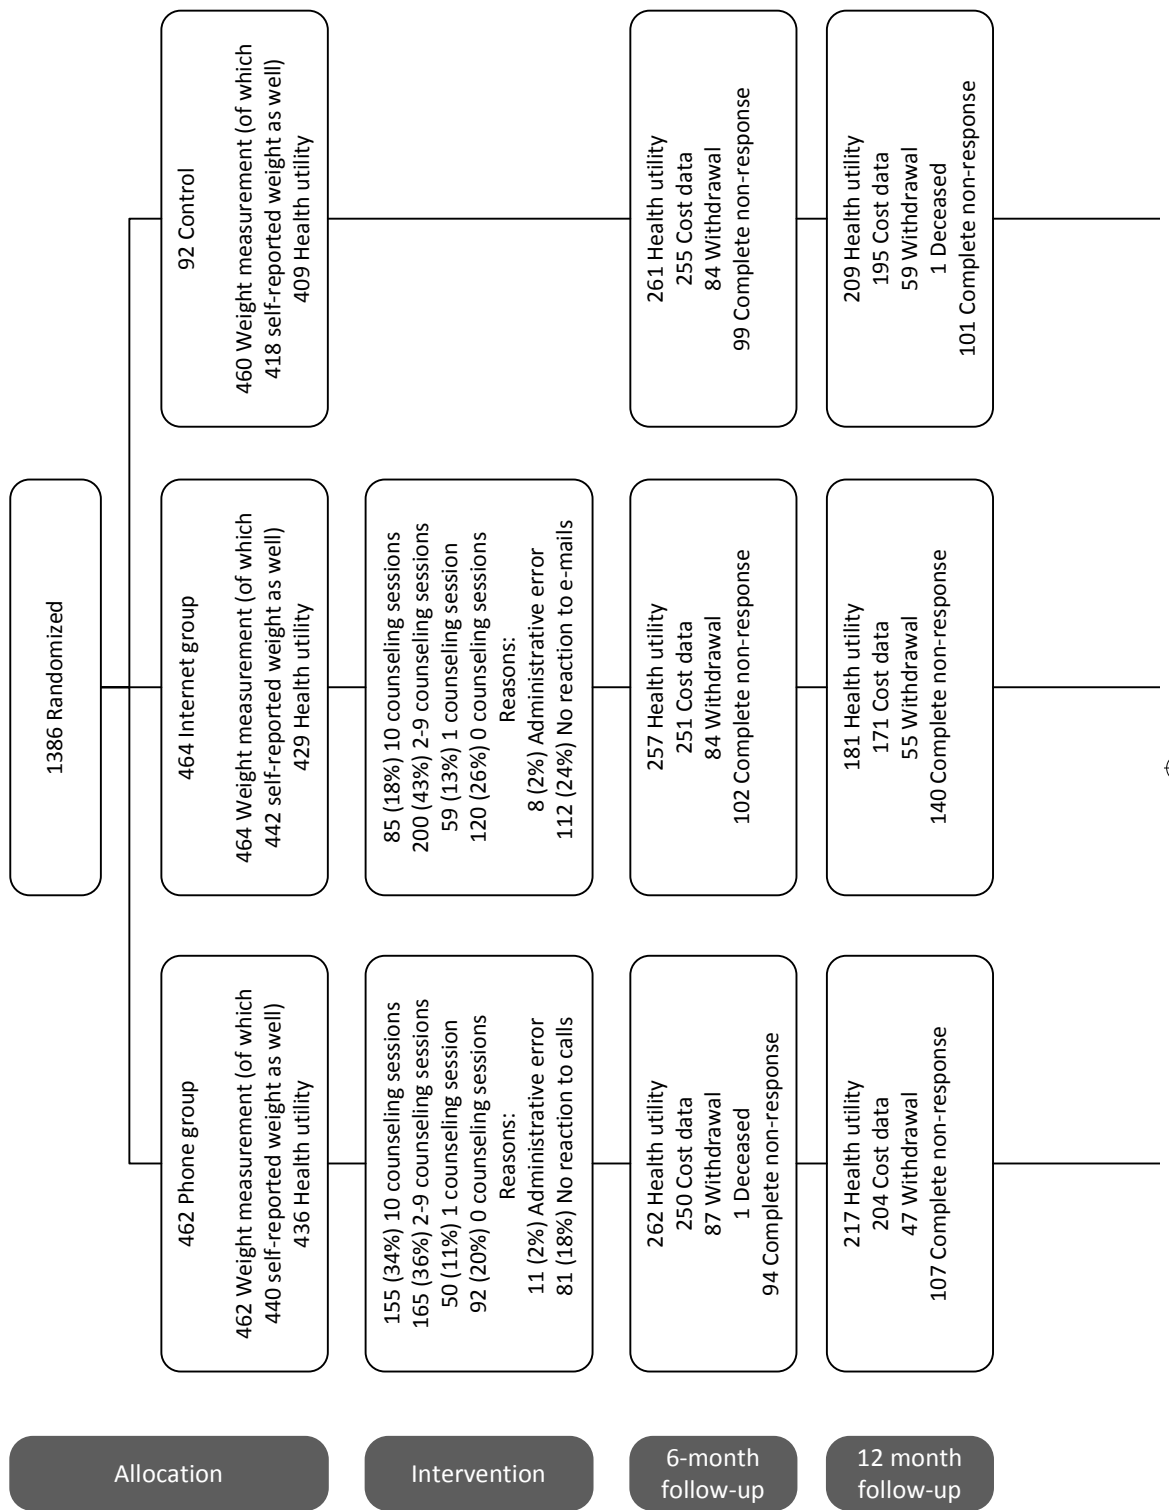 1386 Randomized
Allocation
462 Phone group
462 Weight measurement (of which
440 self-reported weight as well)
436 Health utility
464 Internet group
464 Weight measurement (of which
442 self-reported weight as well)
429 Health utility
92 Control
460 Weight measurement (of which
418 self-reported weight as well)
409 Health utility
Intervention
155 (34%) 10 counseling sessions
165 (36%) 2-9 counseling sessions
50 (11%) 1 counseling session
92 (20%) 0 counseling sessions
Reasons:
11 (2%) Administrative error
81 (18%) No reaction to calls
85 (18%) 10 counseling sessions
200 (43%) 2-9 counseling sessions
59 (13%) 1 counseling session
120 (26%) 0 counseling sessions
Reasons:
8 (2%) Administrative error
112 (24%) No reaction to e-mails
6-month
follow-up
262 Health utility
250 Cost data
87 Withdrawal
1 Deceased
94 Complete non-response
257 Health utility
251 Cost data
84 Withdrawal
102 Complete non-response
261 Health utility
255 Cost data
84 Withdrawal
99 Complete non-response
12 month
follow-up
217 Health utility
204 Cost data
47 Withdrawal
107 Complete non-response
181 Health utility
171 Cost data
55 Withdrawal
140 Complete non-response
209 Health utility
195 Cost data
59 Withdrawal
1 Deceased
101 Complete non-response